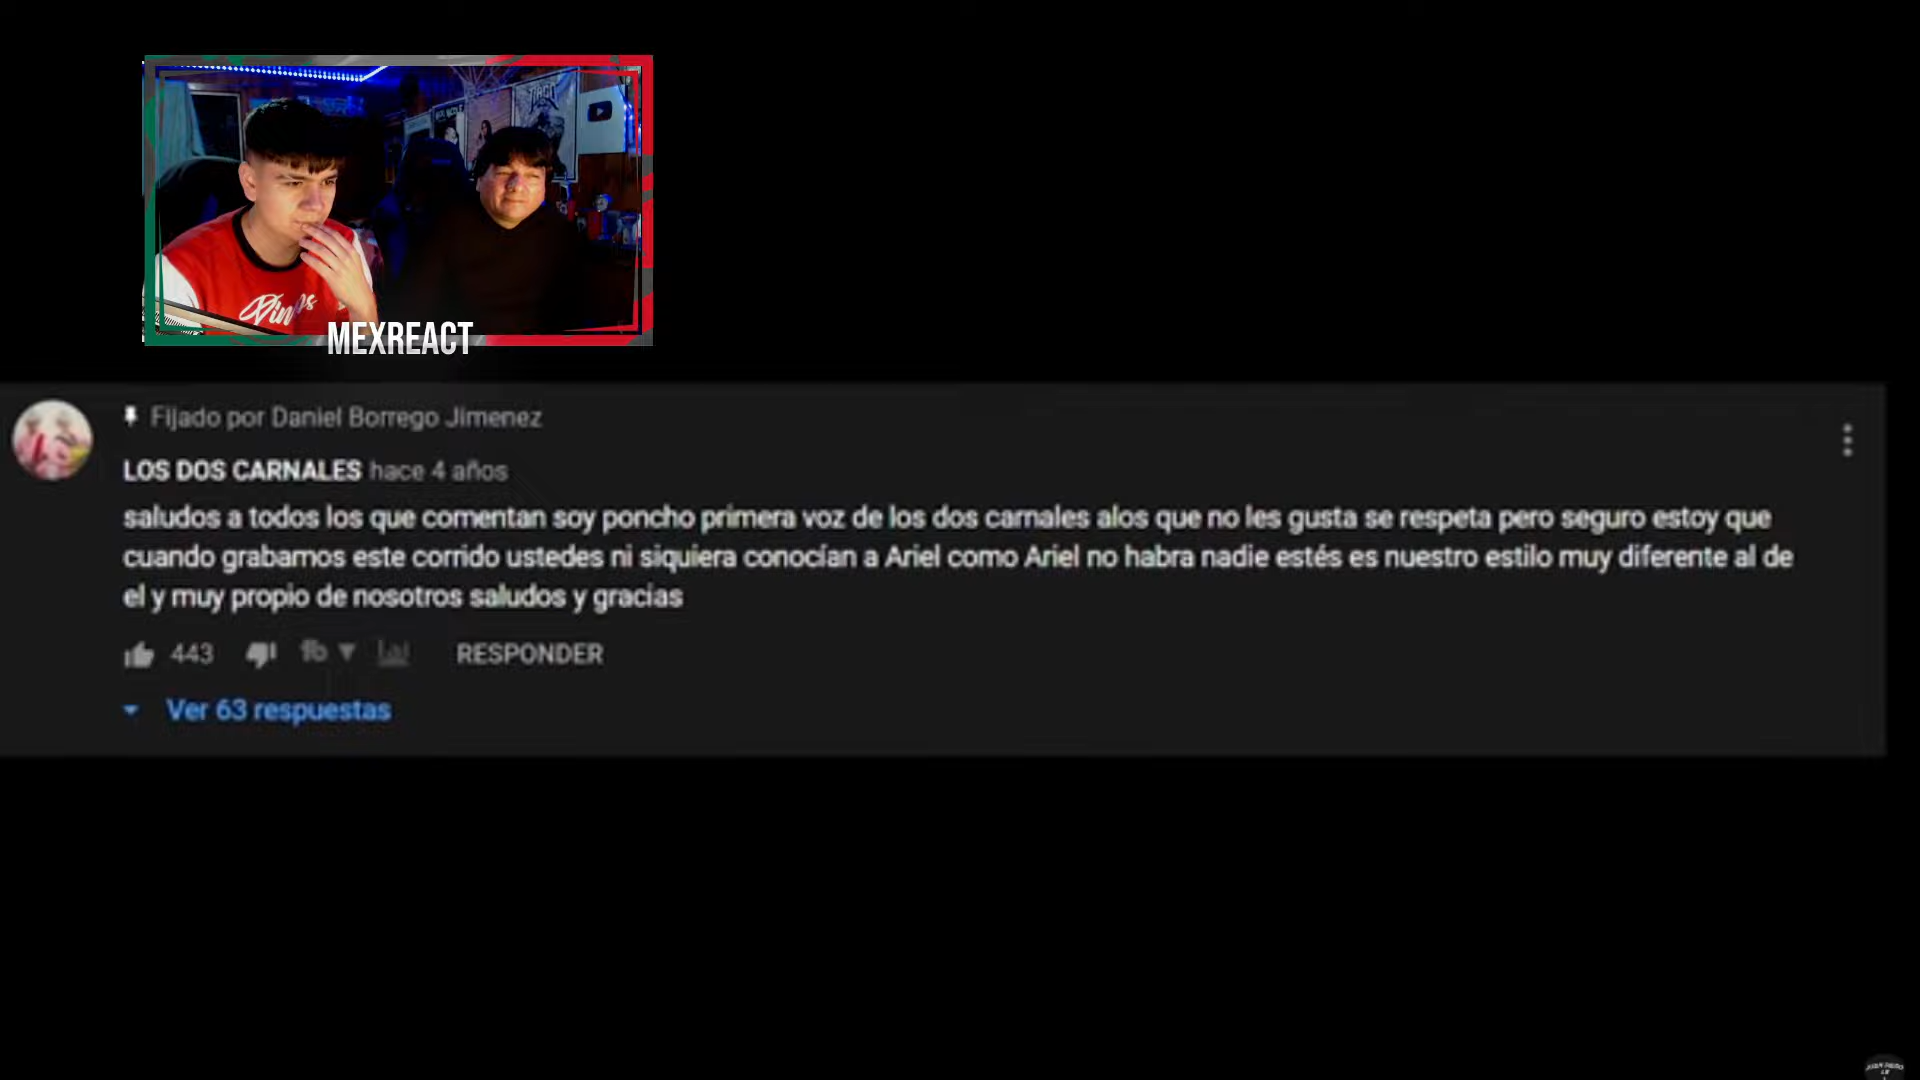 MEXREACT
Fijado por Daniel Borrego Jimenez
LOS DOS CARNALES hace 4 años
saludos a todos los que comentan soy poncho primera voz de los dos carnales alos que no les gusta se respeta pero seguro estoy que
cuando grabamos este corrido ustedes ni siquiera conocían a Ariel como Ariel no habra nadie estés es nuestro estilo muy diferente al de
el y muy propio de nosotros saludos y gracias
443
RESPONDER
Ver 63 respuestas